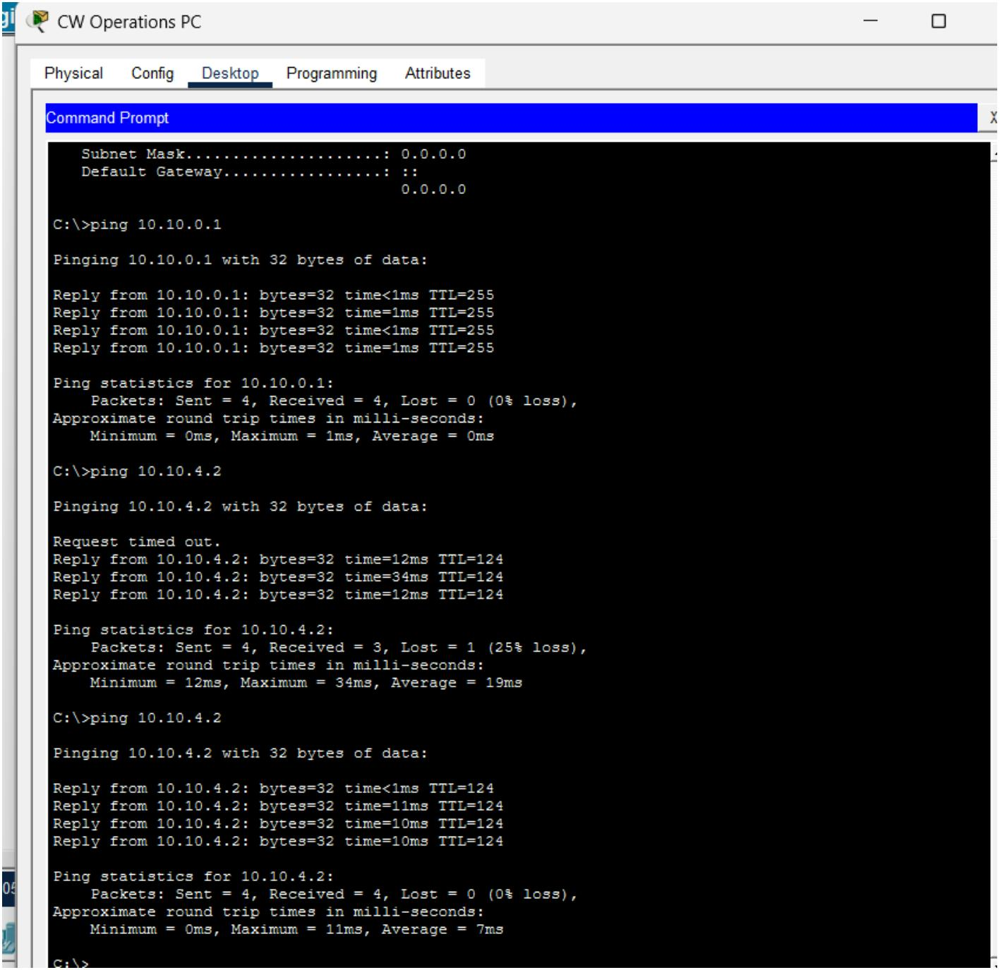 CW Operations PC
Physical Config Desktop Programming Attributes
Command Prompt
X
Subnet Mask.....................: 0.0.0.0
Default Gateway.................: ::
0.0.0.0
C:\>ping 10.10.0.1
Pinging 10.10.0.1 with 32 bytes of data:
Reply from 10.10.0.1: bytes=32 time<1ms TTL=255
Reply from 10.10.0.1: bytes=32 time=1ms TTL=255
Reply from 10.10.0.1: bytes=32 time<1ms TTL=255
Reply from 10.10.0.1: bytes=32 time=1ms TTL=255
Ping statistics for 10.10.0.1:
Packets: Sent = 4, Received = 4, Lost = 0 (0% loss),
Approximate round trip times in milli-seconds:
Minimum = 0ms, Maximum = 1ms, Average = 0ms
C:\>ping 10.10.4.2
Pinging 10.10.4.2 with 32 bytes of data:
Request timed out.
Reply from 10.10.4.2: bytes=32 time=12ms TTL=124
Reply from 10.10.4.2: bytes=32 time=34ms TTL=124
Reply from 10.10.4.2: bytes=32 time=12ms TTL=124
Ping statistics for 10.10.4.2:
Packets: Sent = 4, Received = 3, Lost = 1 (25% loss),
Approximate round trip times in milli-seconds:
Minimum = 12ms, Maximum = 34ms, Average = 19ms
C:\>ping 10.10.4.2
Pinging 10.10.4.2 with 32 bytes of data:
Reply from 10.10.4.2: bytes=32 time<1ms TTL=124
Reply from 10.10.4.2: bytes=32 time=11ms TTL=124
Reply from 10.10.4.2: bytes=32 time=10ms TTL=124
Reply from 10.10.4.2: bytes=32 time=10ms TTL=124
Ping statistics for 10.10.4.2:
Packets: Sent = 4, Received = 4, Lost = 0 (0% loss),
Approximate round trip times in milli-seconds:
Minimum = 0ms, Maximum = 11ms, Average = 7ms
C:\>